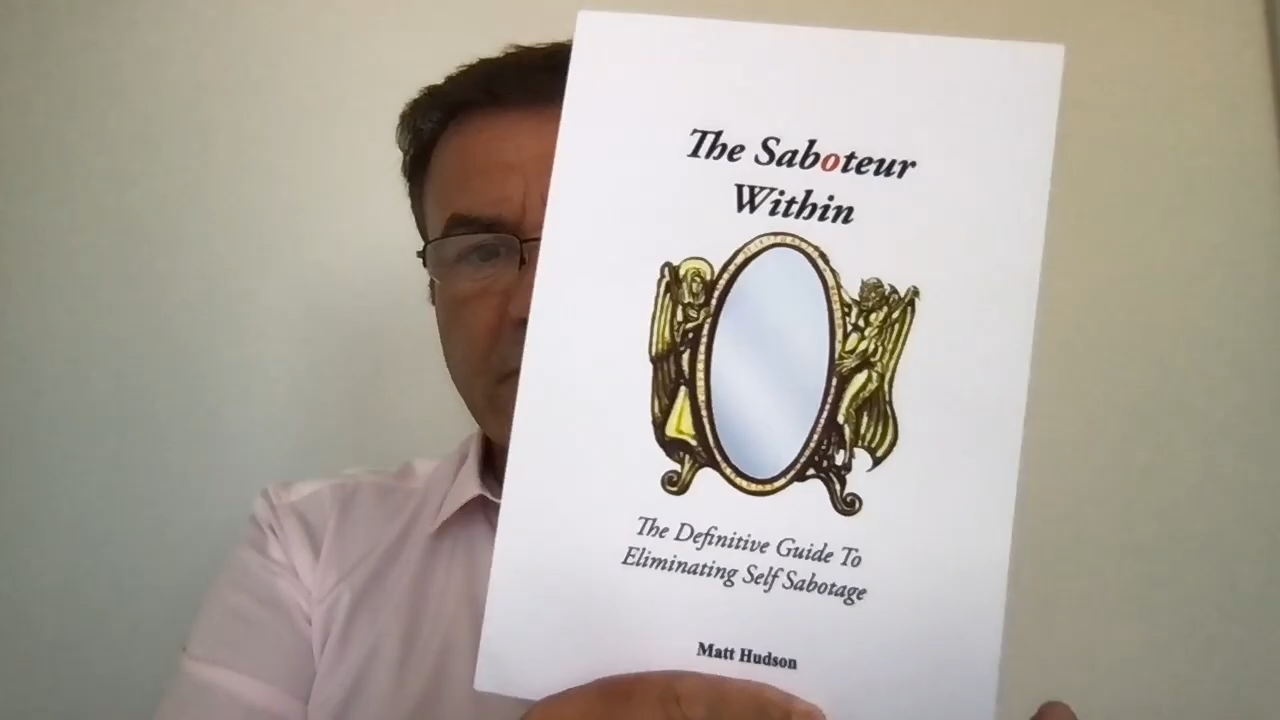 The Saboteur
Within
The Definitive Guide To
Eliminating Self Sabotage
Matt Hudson